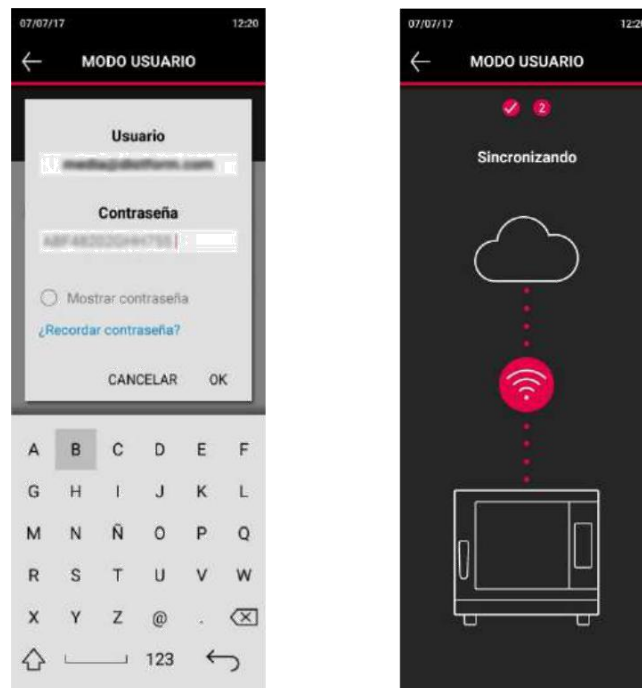 07/07/17 12:20
MODO USUARIO
Usuario
Contraseña
Mostrar contraseña
¿Recordar contraseña?
CANCELAR OK
A B C D E F
G H I J K L
M N Ñ O P Q
R S T U V W
X Y Z @ .
123
07/07/17 12:20
MODO USUARIO
2
Sincronizando